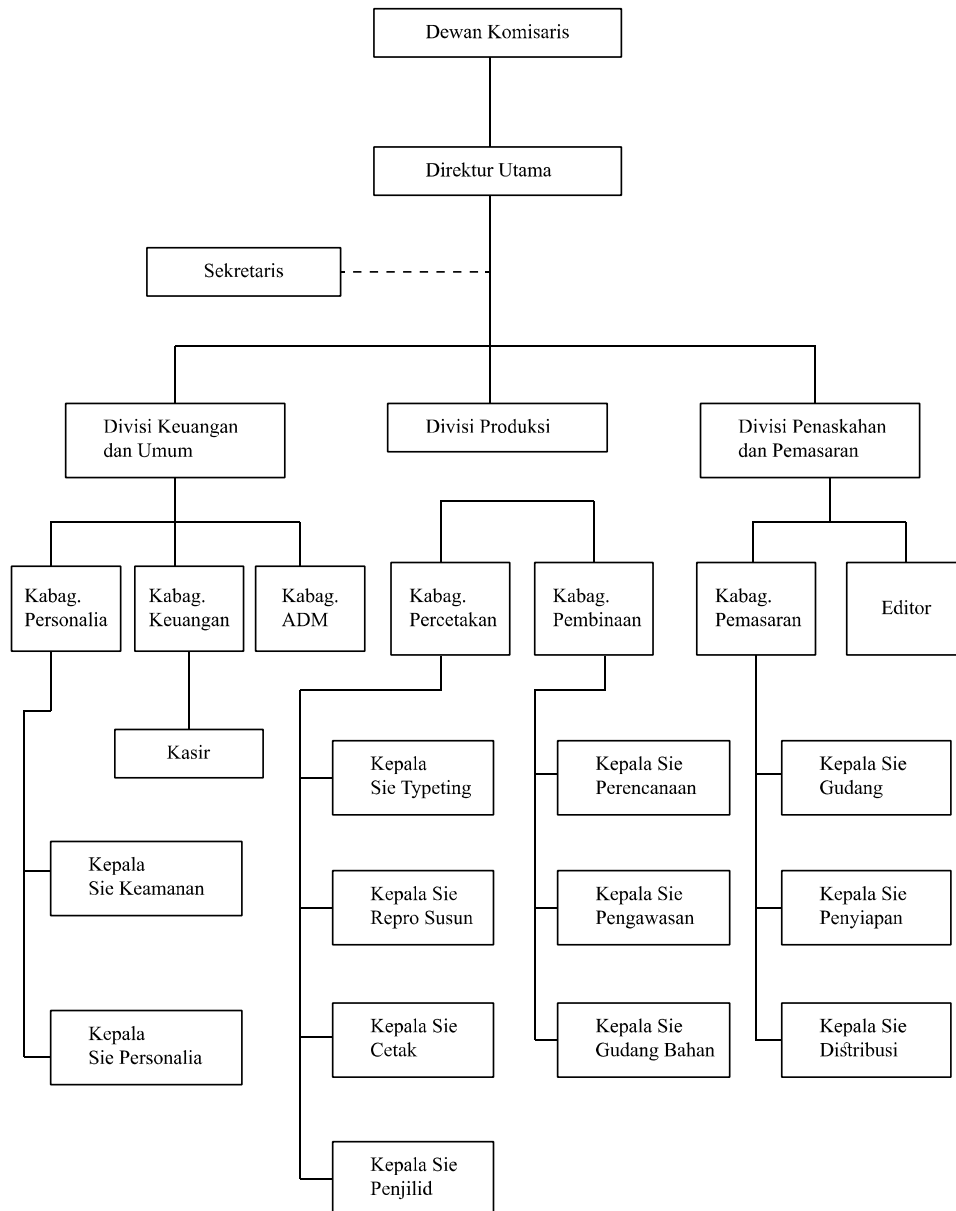 Dewan Komisaris
Direktur Utama
Sekretaris
Divisi Keuangan
dan Umum
Divisi Produksi
Divisi Penaskahan
dan Pemasaran
Kabag.
Personalia
Kabag.
Keuangan
Kabag.
ADM
Kabag.
Percetakan
Kabag.
Pembinaan
Kabag.
Pemasaran
Editor
Kasir
Kepala
Sie Typeting
Kepala Sie
Perencanaan
Kepala Sie
Gudang
Kepala
Sie Keamanan
Kepala Sie
Repro Susun
Kepala Sie
Pengawasan
Kepala Sie
Penyiapan
Kepala
Sie Personalia
Kepala Sie
Cetak
Kepala Sie
Gudang Bahan
Kepala Sie
Distribusi
Kepala Sie
Penjilid